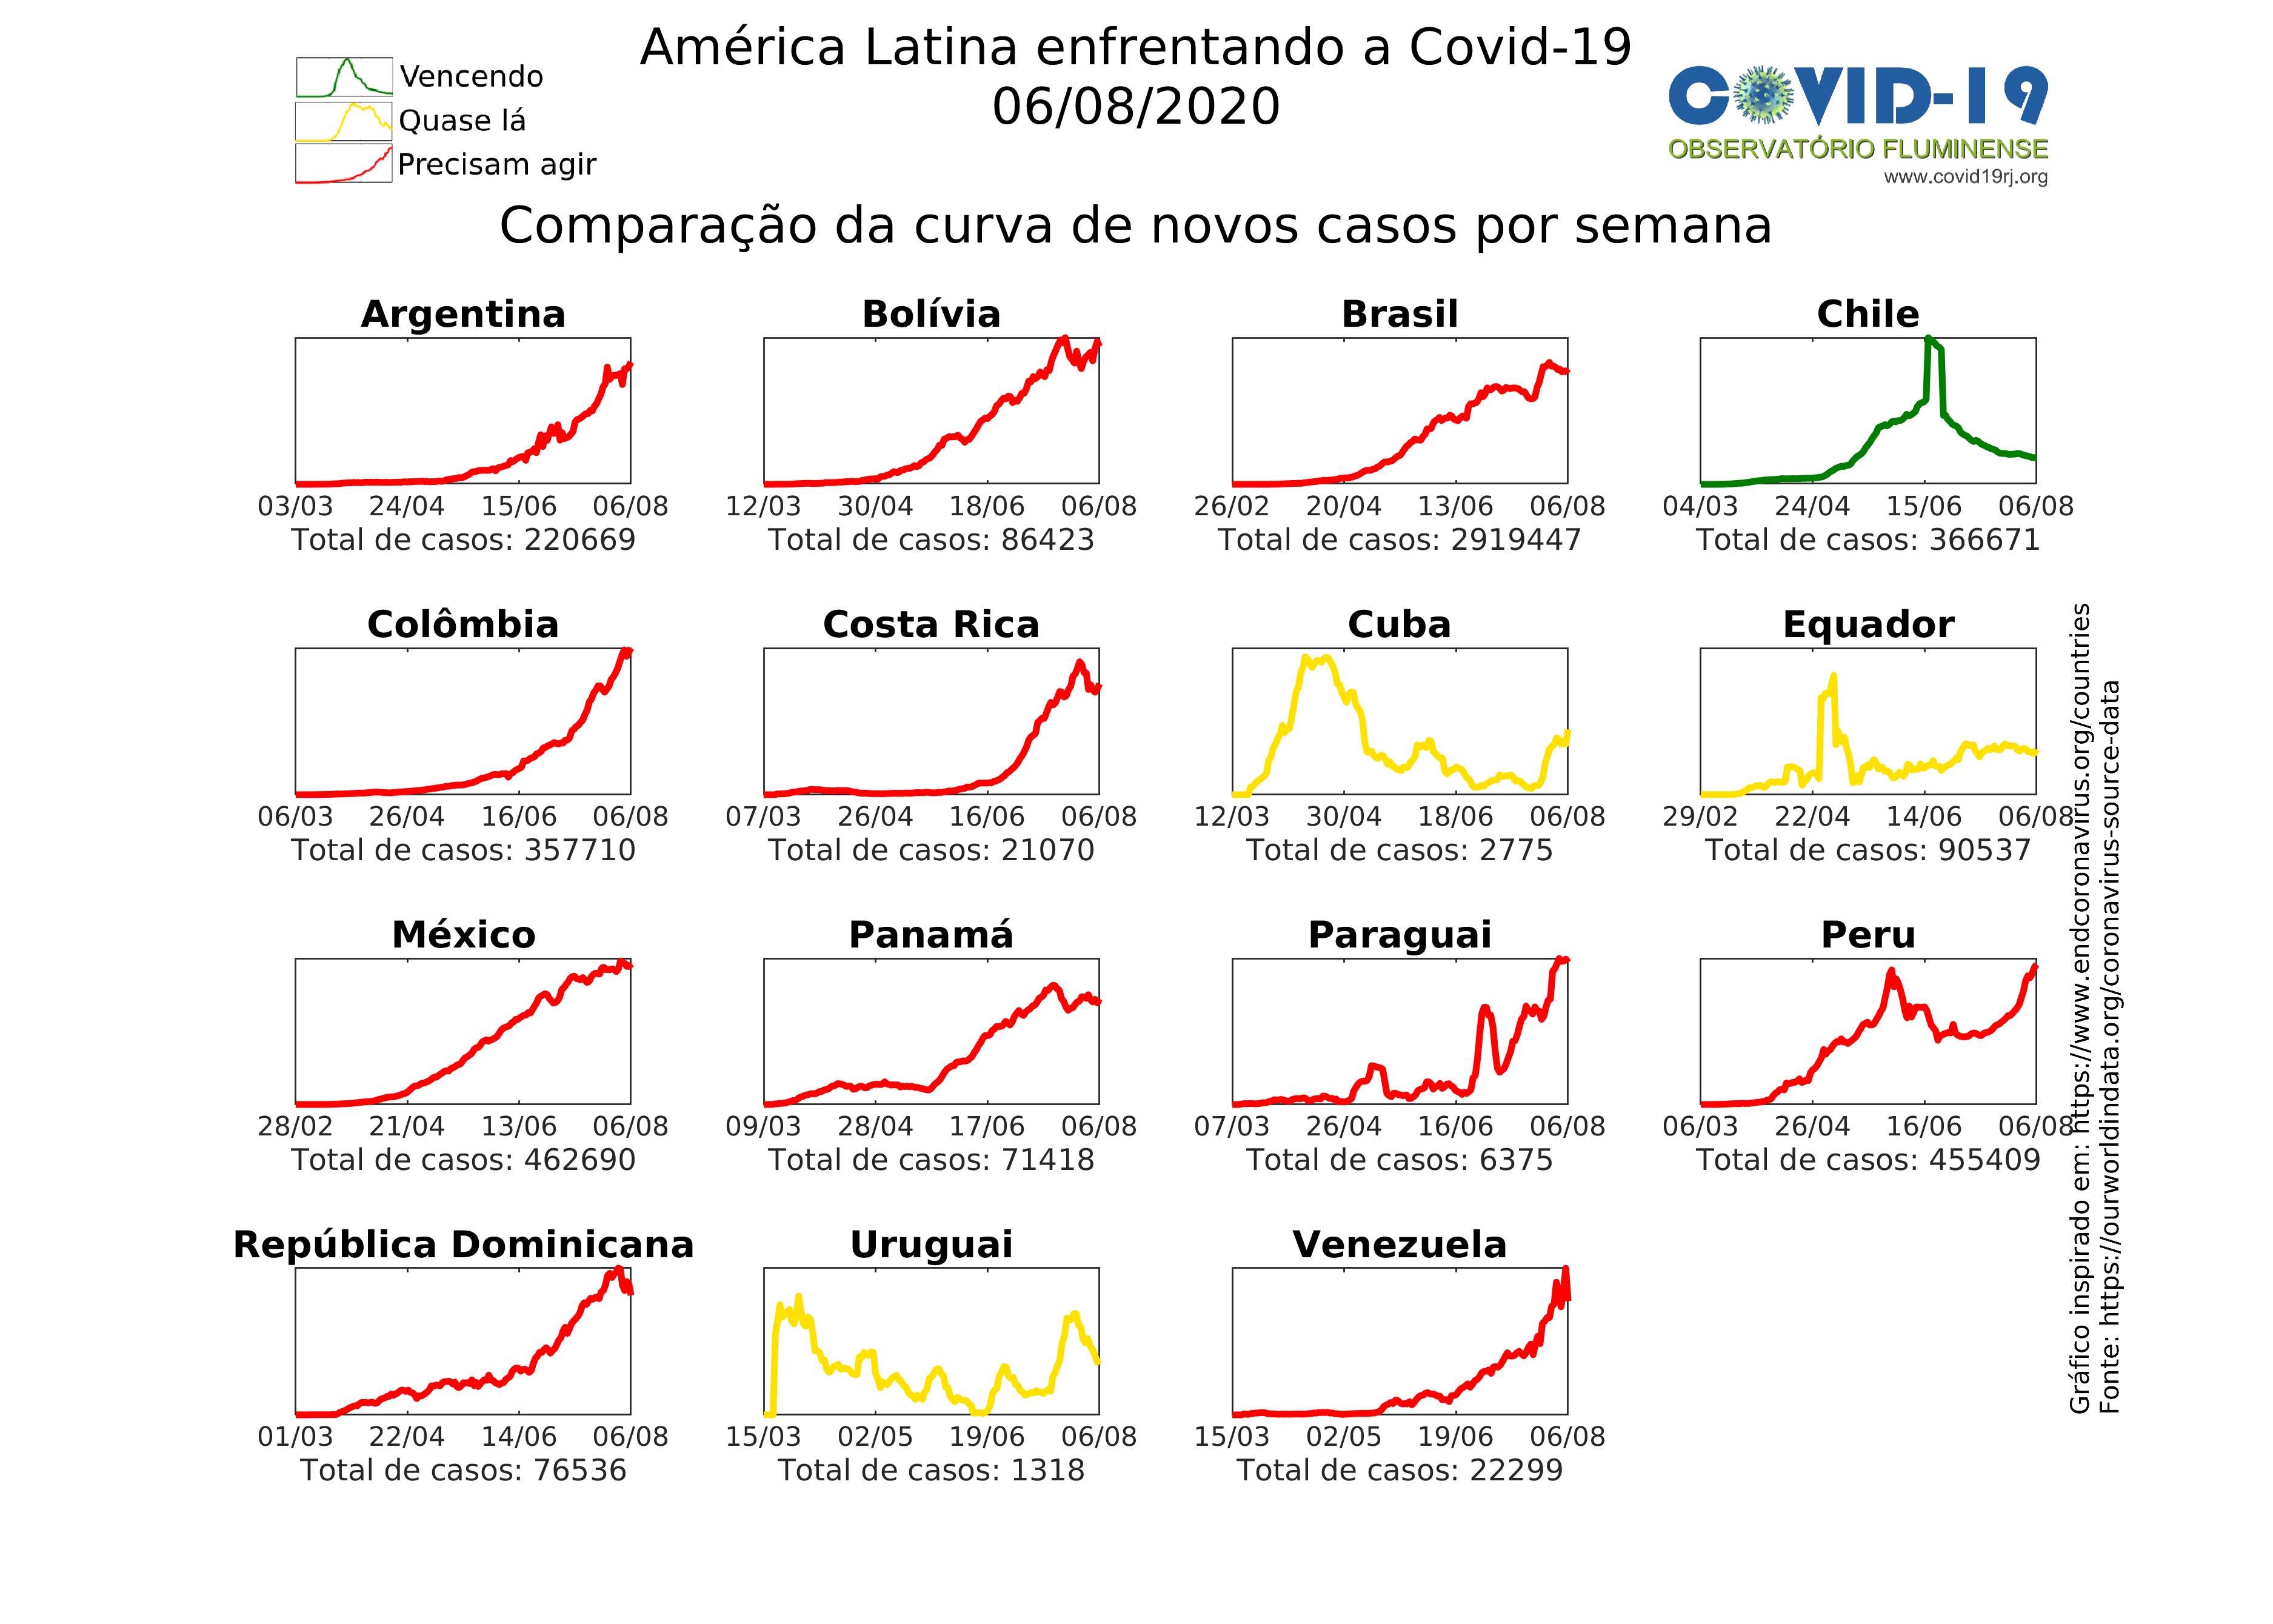 América Latina enfrentando a Covid-19
06/08/2020
Vencendo
Quase lá
Precisam agir
COVID-19
OBSERVATÓRIO FLUMINENSE
www.covid19rj.org
Comparação da curva de novos casos por semana
Argentina
03/03 24/04 15/06 06/08
Total de casos: 220669
Bolívia
12/03 30/04 18/06 06/08
Total de casos: 86423
Brasil
26/02 20/04 13/06 06/08
Total de casos: 2919447
Chile
04/03 24/04 15/06 06/08
Total de casos: 366671
Colômbia
06/03 26/04 16/06 06/08
Total de casos: 357710
Costa Rica
07/03 26/04 16/06 06/08
Total de casos: 21070
Cuba
12/03 30/04 18/06 06/08
Total de casos: 2775
Equador
29/02 22/04 14/06 06/08
Total de casos: 90537
México
28/02 21/04 13/06 06/08
Total de casos: 462690
Panamá
09/03 28/04 17/06 06/08
Total de casos: 71418
Paraguai
07/03 26/04 16/06 06/08
Total de casos: 6375
Peru
06/03 26/04 16/06 06/08
Total de casos: 455409
República Dominicana
01/03 22/04 14/06 06/08
Total de casos: 76536
Uruguai
15/03 02/05 19/06 06/08
Total de casos: 1318
Venezuela
15/03 02/05 19/06 06/08
Total de casos: 22299
Gráfico inspirado em: https://www.endcoronavirus.org/countries
Fonte: https://ourworldindata.org/coronavirus-source-data